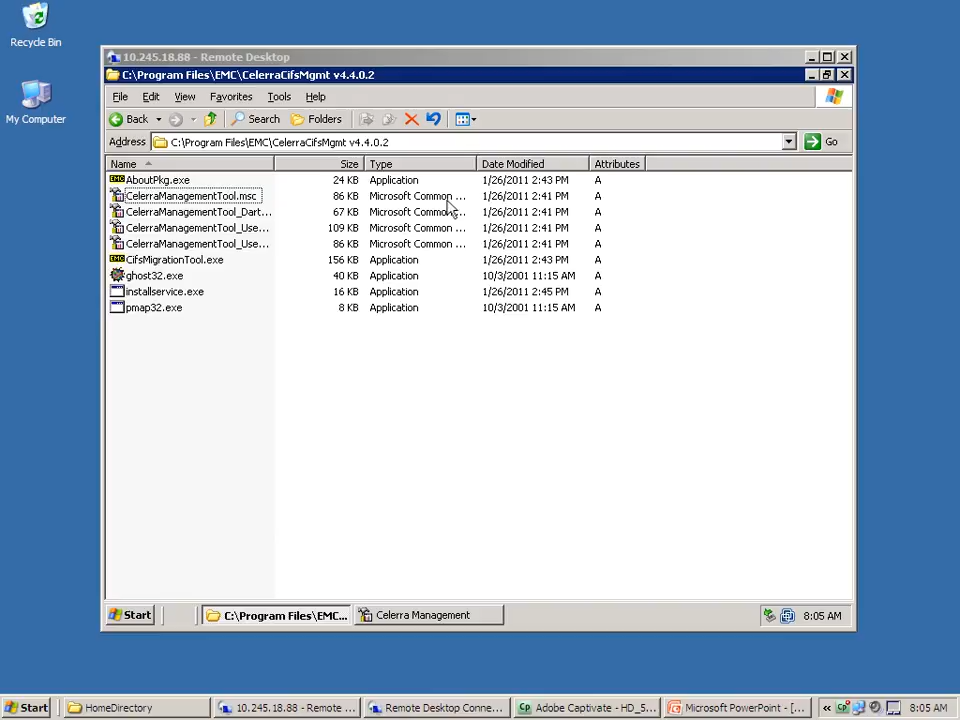 Recycle Bin
My Computer
10.245.18.88 - Remote Desktop
C:\Program Files\EMC\CelerraCifsMgmt v4.4.0.2
File Edit View Favorites Tools Help
Back Search Folders
Address C:\Program Files\EMC\CelerraCifsMgmt v4.4.0.2 Go
Name Size Type Date Modified Attributes
EMC AboutPkg.exe 24 KB Application 1/26/2011 2:43 PM A
CelerraManagementTool.msc 86 KB Microsoft Common ... 1/26/2011 2:41 PM A
CelerraManagementTool_Dart... 67 KB Microsoft Common ... 1/26/2011 2:41 PM A
CelerraManagementTool_Use... 109 KB Microsoft Common ... 1/26/2011 2:41 PM A
CelerraManagementTool_Use... 86 KB Microsoft Common ... 1/26/2011 2:41 PM A
EMC CifsMigrationTool.exe 156 KB Application 1/26/2011 2:43 PM A
ghost32.exe 40 KB Application 10/3/2001 11:15 AM A
installservice.exe 16 KB Application 1/26/2011 2:45 PM A
pmap32.exe 8 KB Application 10/3/2001 11:15 AM A
Start C:\Program Files\EMC... Celerra Management 8:05 AM
Start HomeDirectory 10.245.18.88 - Remote ... Remote Desktop Conne... Cp Adobe Captivate - HD_5... Microsoft PowerPoint - [... « 8:05 AM